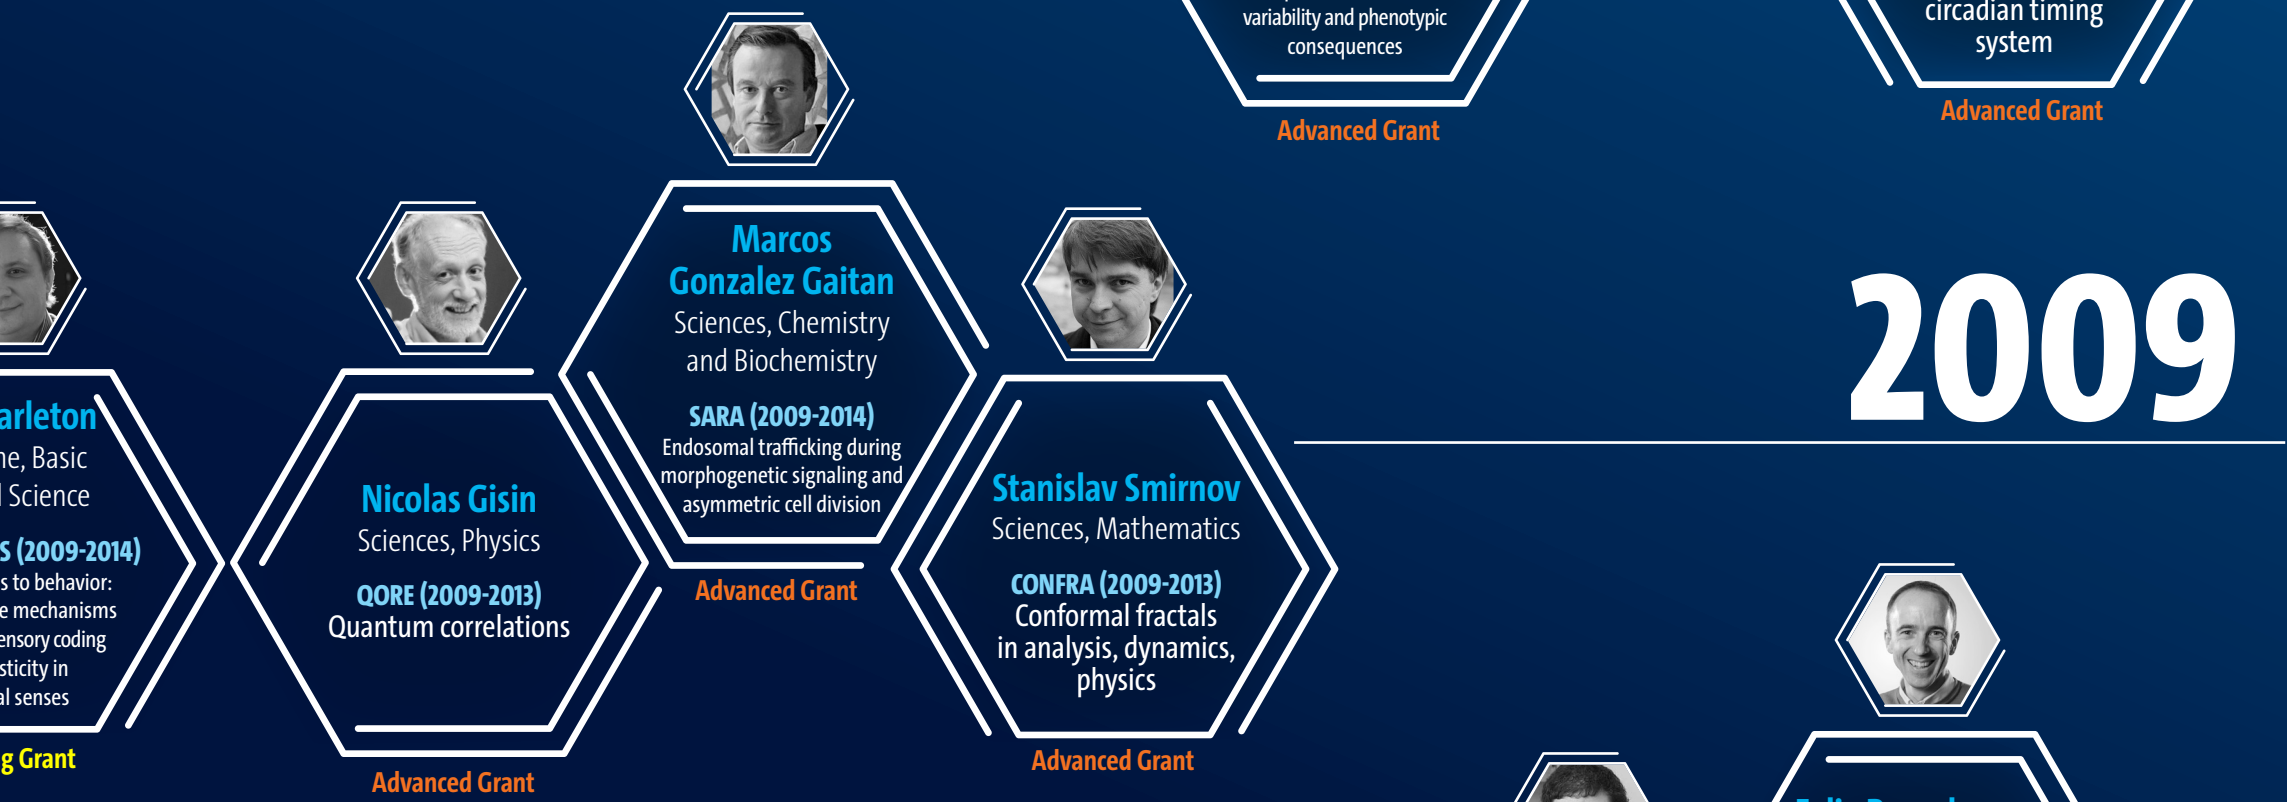 variability and phenotypic
consequences
Advanced Grant
circadian timing
system
Advanced Grant
2009
Marcos
Gonzalez Gaitan
Sciences, Chemistry
and Biochemistry
SARA (2009-2014)
Endosomal trafficking during
morphogenetic signaling and
asymmetric cell division
Advanced Grant
arleton
ne, Basic
Science
S (2009-2014)
s to behavior:
e mechanisms
ensory coding
sticity in
al senses
g Grant
Nicolas Gisin
Sciences, Physics
QORE (2009-2013)
Quantum correlations
Advanced Grant
Stanislav Smirnov
Sciences, Mathematics
CONFRA (2009-2013)
Conformal fractals
in analysis, dynamics,
physics
Advanced Grant